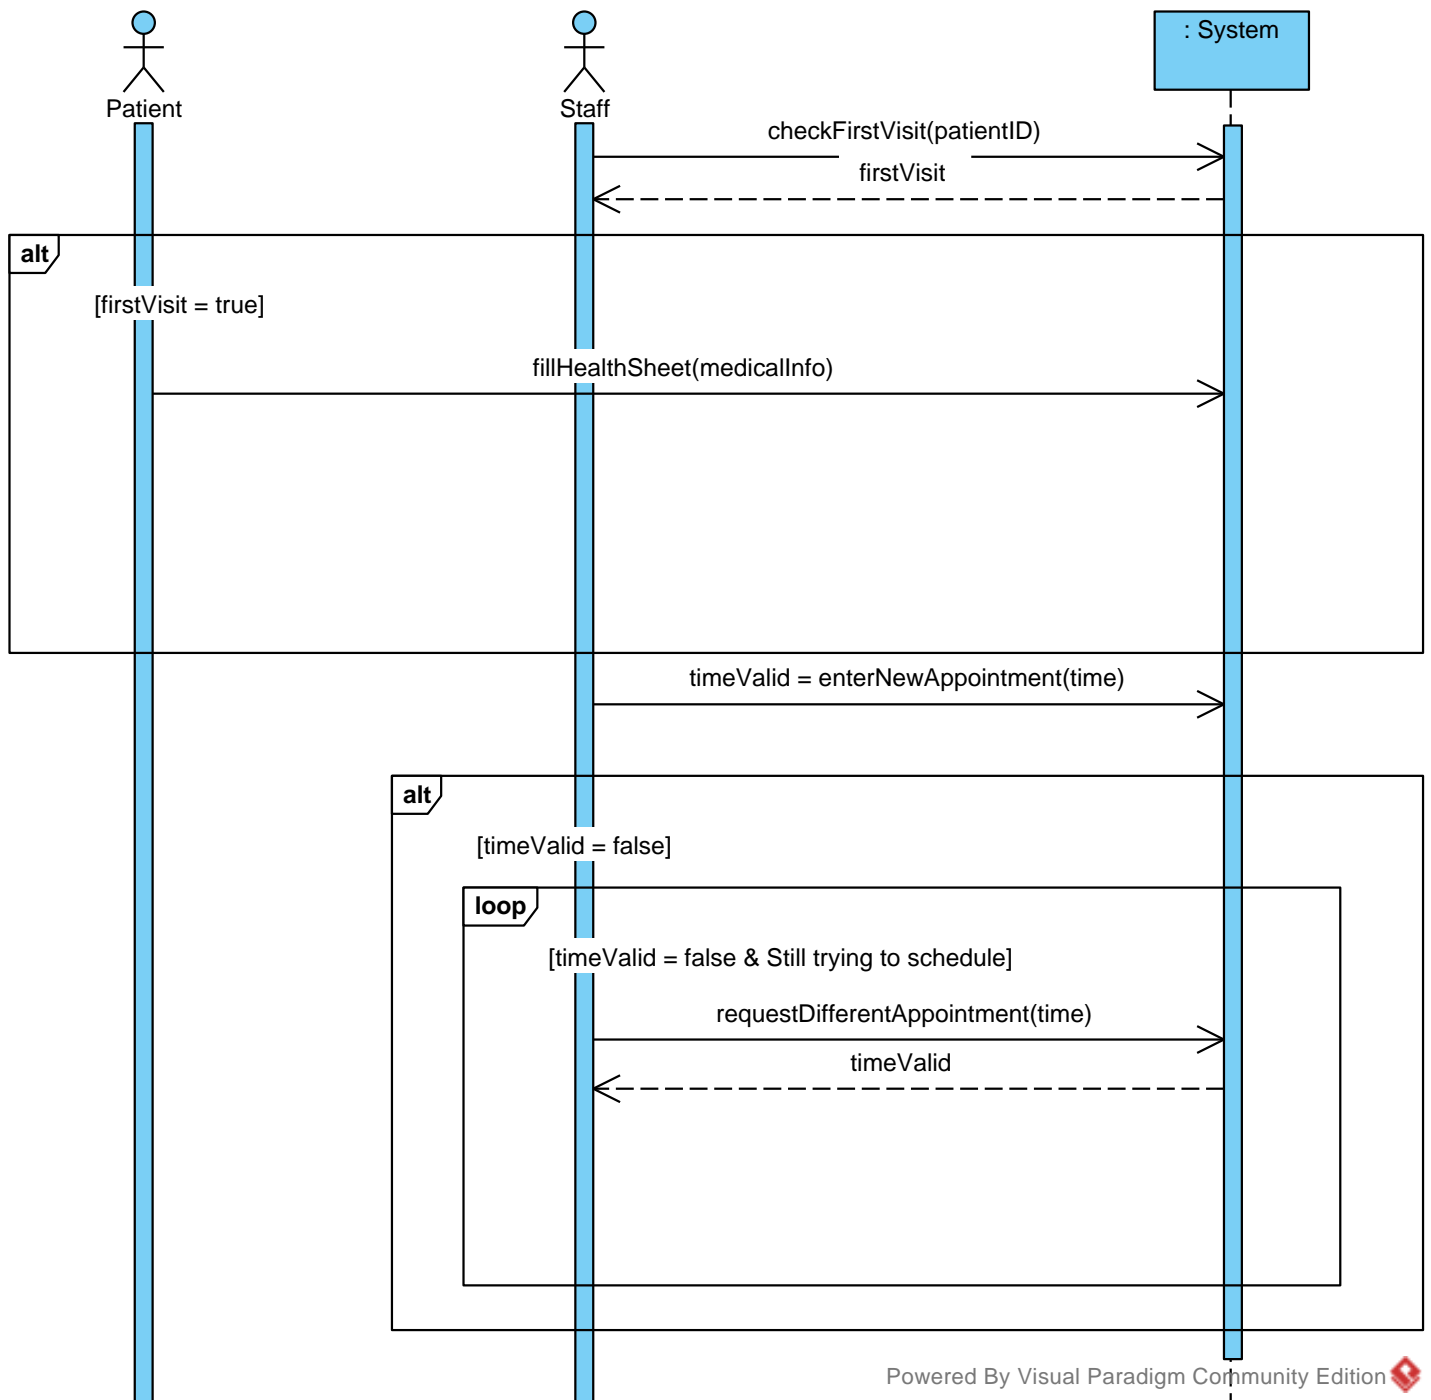 Patient
Staff
: System
checkFirstVisit(patientID)
firstVisit
alt
[firstVisit = true]
fillHealthSheet(medicalInfo)
timeValid = enterNewAppointment(time)
alt
[timeValid = false]
loop
[timeValid = false & Still trying to schedule]
requestDifferentAppointment(time)
timeValid
Powered By Visual Paradigm Community Edition